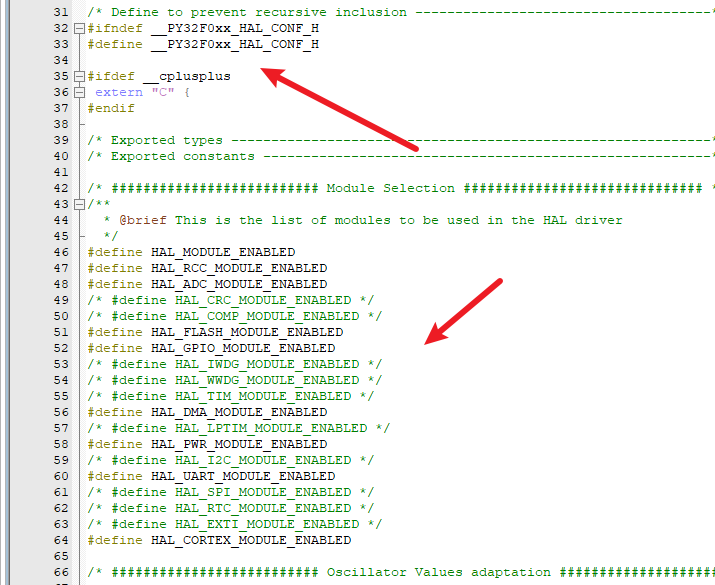 31 /* Define to prevent recursive inclusion -------------------------------------*
32 #ifndef __PY32F0xx_HAL_CONF_H
33 #define __PY32F0xx_HAL_CONF_H
34
35 #ifdef __cplusplus
36 extern "C" {
37 #endif
38
39 /* Exported types ------------------------------------------------------------*
40 /* Exported constants --------------------------------------------------------*
41
42 /* ########################## Module Selection ############################## *
43 /**
44 * @brief This is the list of modules to be used in the HAL driver
45 */
46 #define HAL_MODULE_ENABLED
47 #define HAL_RCC_MODULE_ENABLED
48 #define HAL_ADC_MODULE_ENABLED
49 /* #define HAL_CRC_MODULE_ENABLED */
50 /* #define HAL_COMP_MODULE_ENABLED */
51 #define HAL_FLASH_MODULE_ENABLED
52 #define HAL_GPIO_MODULE_ENABLED
53 /* #define HAL_IWDG_MODULE_ENABLED */
54 /* #define HAL_WWDG_MODULE_ENABLED */
55 /* #define HAL_TIM_MODULE_ENABLED */
56 #define HAL_DMA_MODULE_ENABLED
57 /* #define HAL_LPTIM_MODULE_ENABLED */
58 #define HAL_PWR_MODULE_ENABLED
59 /* #define HAL_I2C_MODULE_ENABLED */
60 #define HAL_UART_MODULE_ENABLED
61 /* #define HAL_SPI_MODULE_ENABLED */
62 /* #define HAL_RTC_MODULE_ENABLED */
63 /* #define HAL_EXTI_MODULE_ENABLED */
64 #define HAL_CORTEX_MODULE_ENABLED
65
66 /* ########################## Oscillator Values adaptation ####################